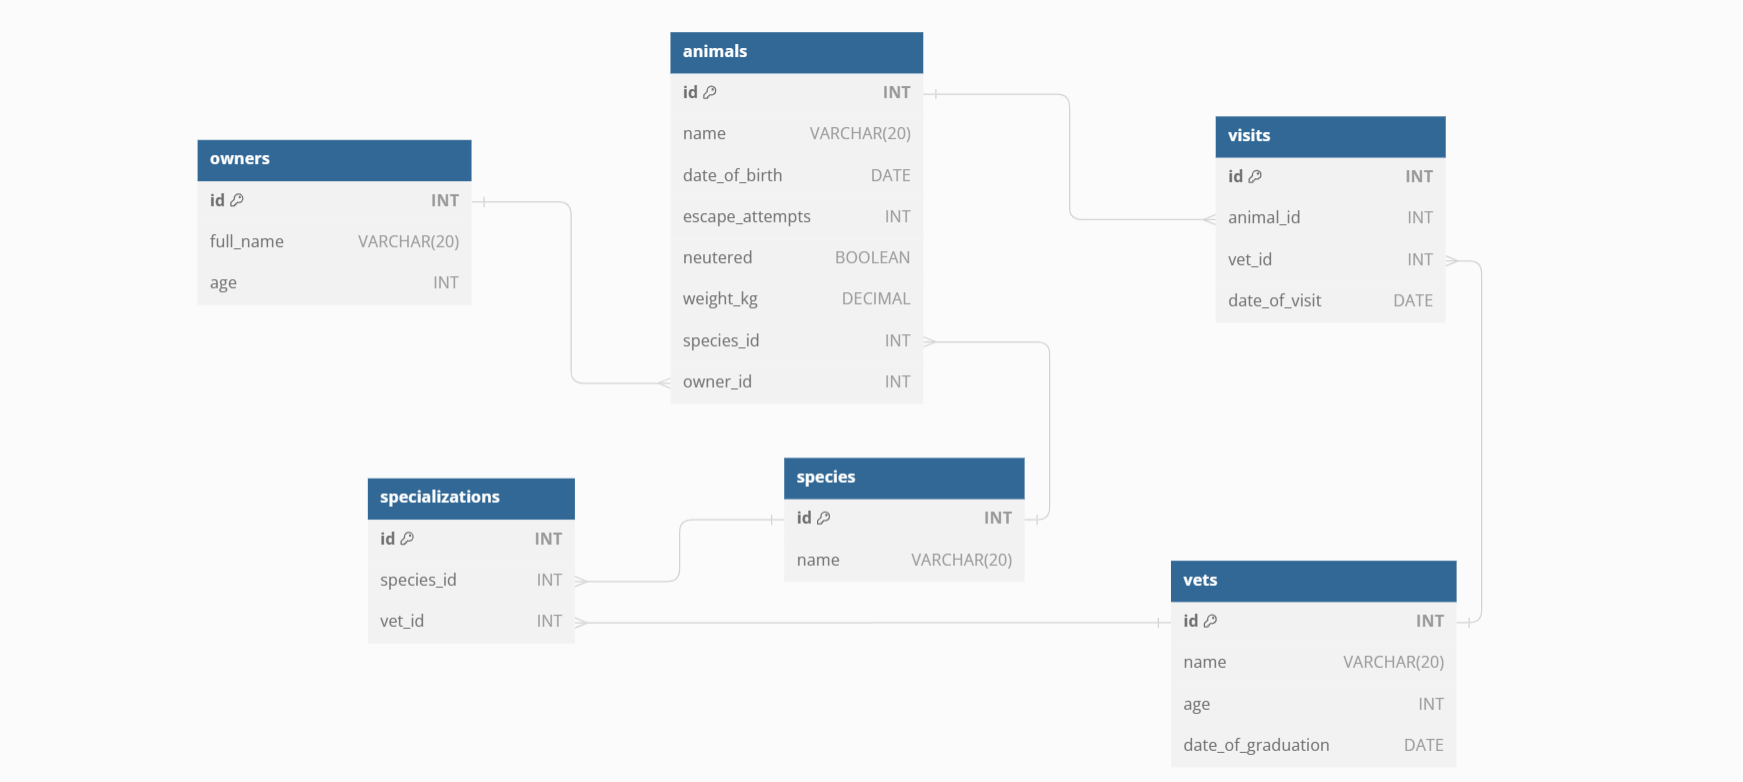 animals
id INT
name VARCHAR(20)
date_of_birth DATE
escape_attempts INT
neutered BOOLEAN
weight_kg DECIMAL
species_id INT
owner_id INT
owners
id INT
full_name VARCHAR(20)
age INT
visits
id INT
animal_id INT
vet_id INT
date_of_visit DATE
specializations
id INT
species_id INT
vet_id INT
species
id INT
name VARCHAR(20)
vets
id INT
name VARCHAR(20)
age INT
date_of_graduation DATE